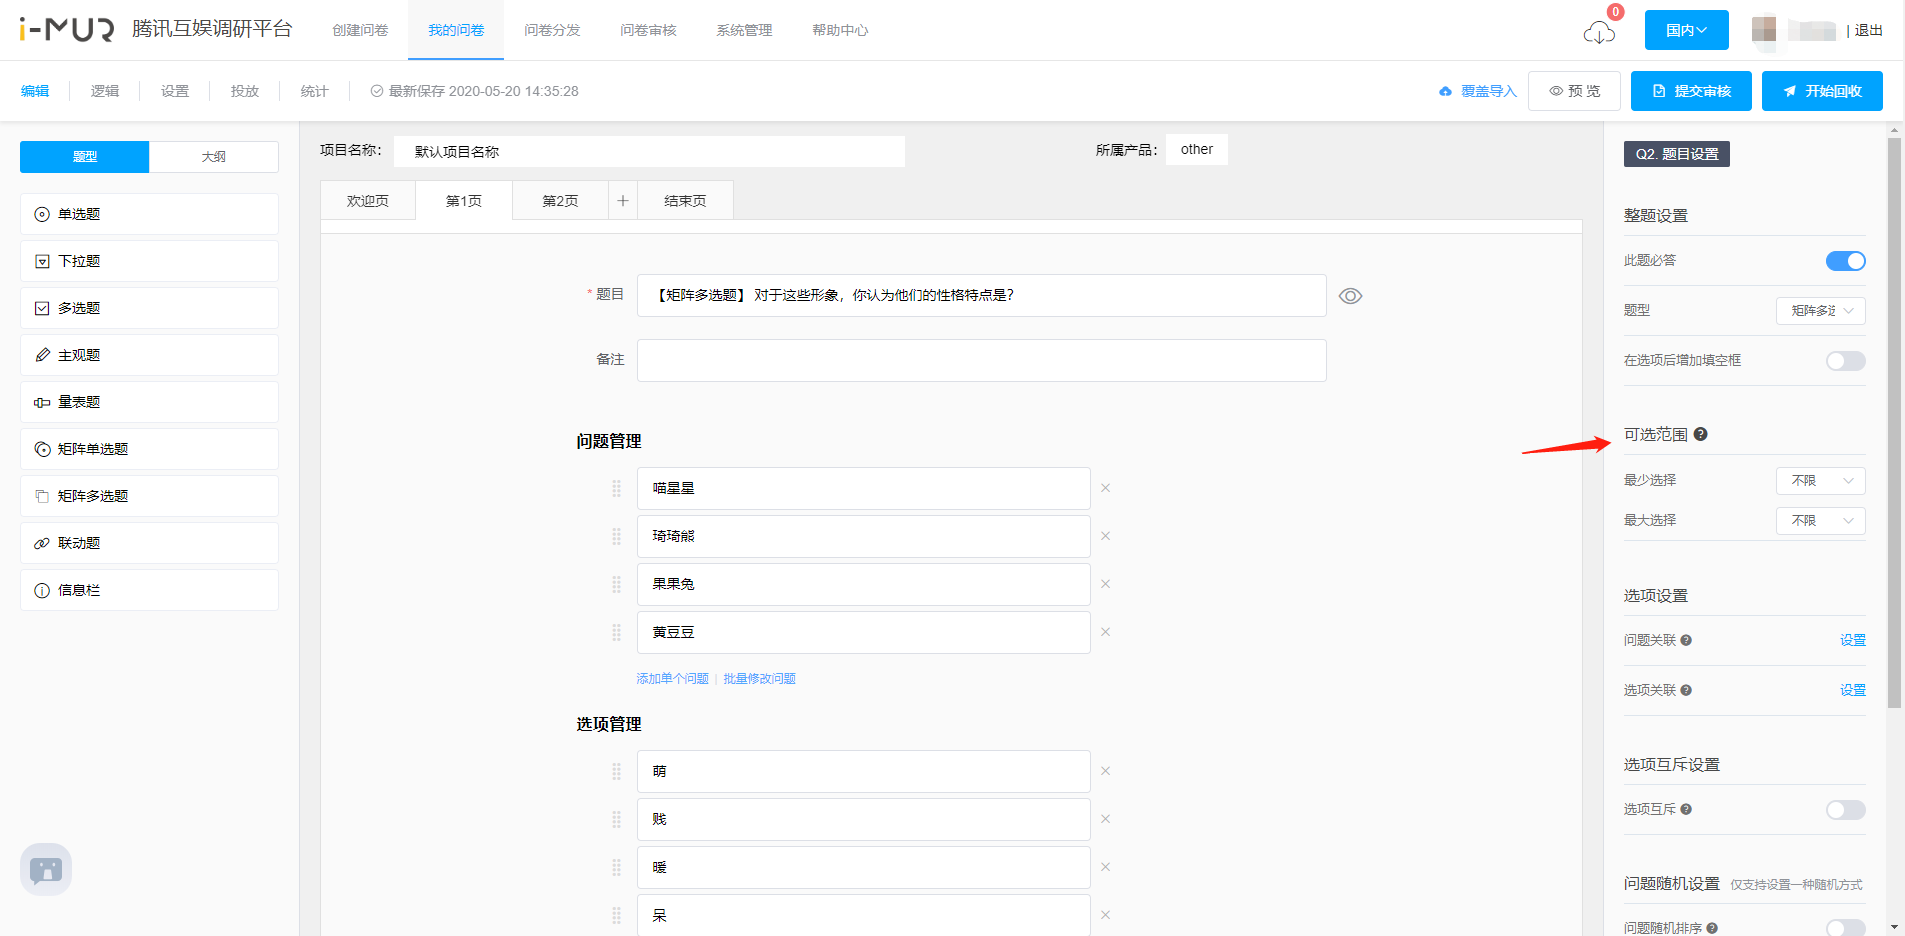 i-MUR 腾讯互娱调研平台 创建问卷 我的问卷 问卷分发 问卷审核 系统管理 帮助中心 0 国内 | 退出
编辑 逻辑 设置 投放 统计 最新保存 2020-05-20 14:35:28 覆盖导入 预 览 提交审核 开始回收
题型 大纲
单选题
下拉题
多选题
主观题
量表题
矩阵单选题
矩阵多选题
联动题
信息栏
项目名称: 默认项目名称 所属产品: other
欢迎页 第1页 第2页 + 结束页
* 题目 【矩阵多选题】 对于这些形象，你认为他们的性格特点是?
备注
问题管理
喵星星
琦琦熊
果果兔
黄豆豆
添加单个问题 | 批量修改问题
选项管理
萌
贱
暖
呆
Q2. 题目设置
整题设置
此题必答
题型 矩阵多选
在选项后增加填空框
可选范围 ?
最少选择 不限
最大选择 不限
选项设置
问题关联 ? 设置
选项关联 ? 设置
选项互斥设置
选项互斥 ?
问题随机设置 仅支持设置一种随机方式
问题随机排序 ?